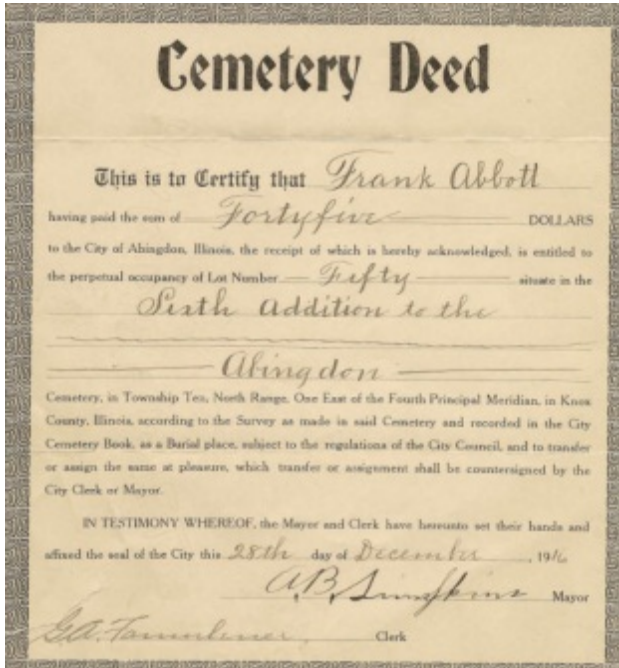 Cemetery Deed
This is to Certify that Frank Abbott
having paid the sum of Fortyfive DOLLARS
to the City of Abingdon, Illinois, the receipt of which is hereby acknowledged, is entitled to
the perpetual occupancy of Lot Number Fifty situate in the
Sixth Addition to the
Abingdon
Cemetery, in Township Ten, North Range, One East of the Fourth Principal Meridian, in Knox
County, Illinois, according to the Survey as made in said Cemetery and recorded in the City
Cemetery Book, as a Burial place, subject to the regulations of the City Council, and to transfer
or assign the same at pleasure, which transfer or assignment shall be countersigned by the
City Clerk or Mayor.
IN TESTIMONY WHEREOF, the Mayor and Clerk have hereunto set their hands and
affixed the seal of the City this 28th day of December, 1916
A.B. Mayor
G.A. Clerk